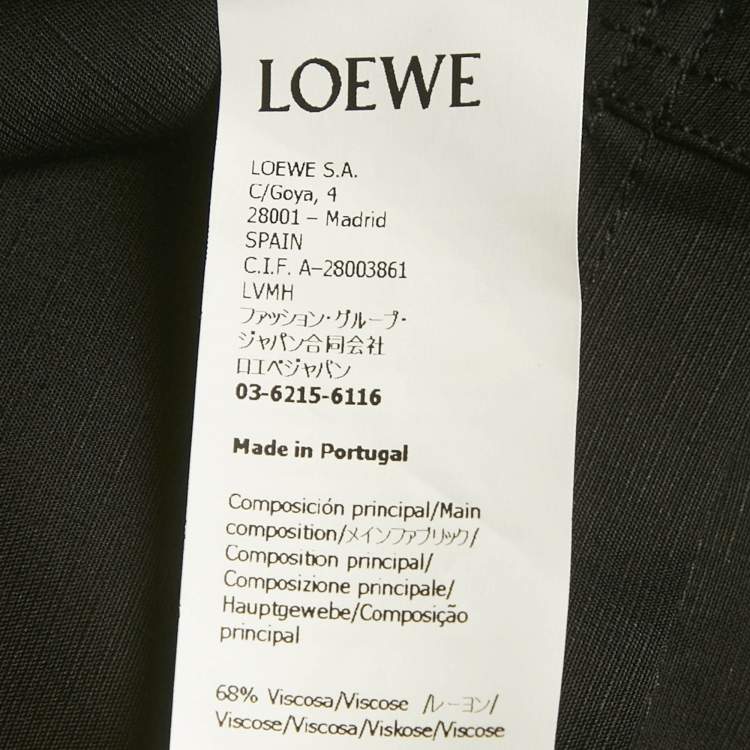 LOEWE
LOEWE S.A.
C/Goya, 4
28001 – Madrid
SPAIN
C.I.F. A-28003861
LVMH
ファッション・グループ・
ジャパン合同会社
ロエベジャパン
03-6215-6116
Made in Portugal
Composición principal/Main
composition/メインファブリック/
Composition principal/
Composizione principale/
Hauptgewebe/Composição
principal
68% Viscosa/Viscose /レーヨン/
Viscose/Viscosa/Viskose/Viscose